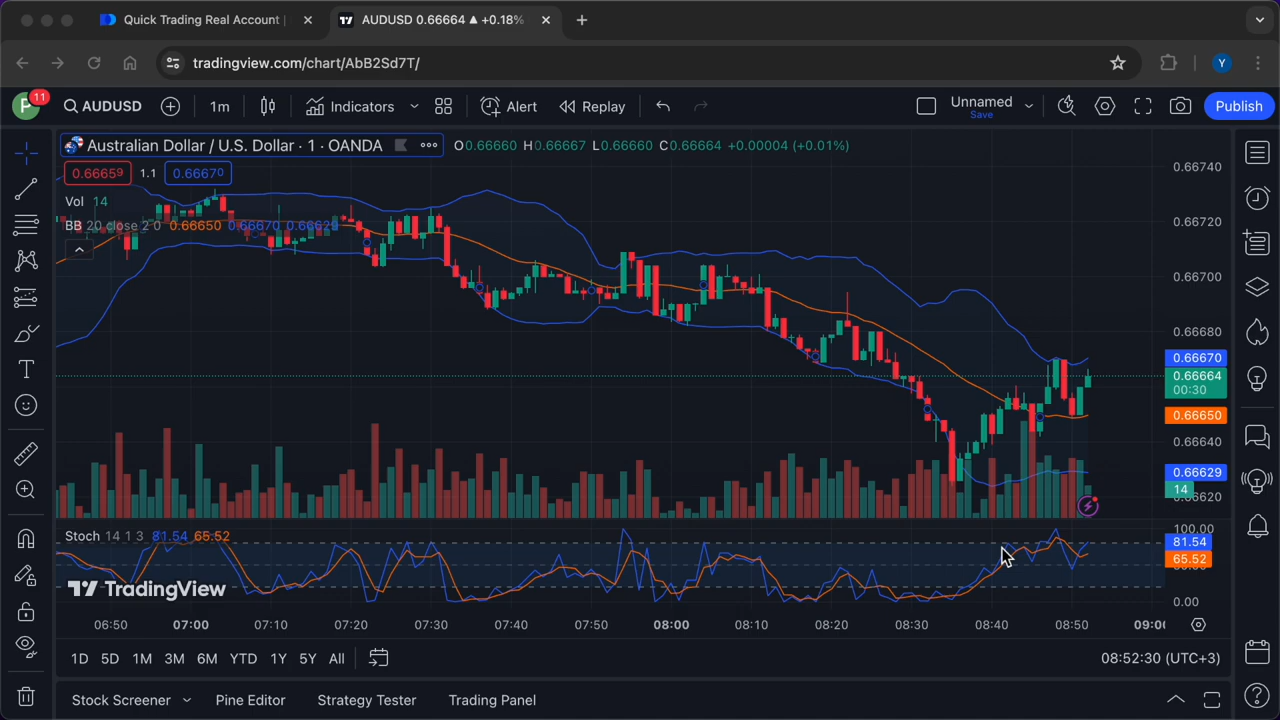 Quick Trading Real Account
AUDUSD 0.66664 ▲ +0.18%
tradingview.com/chart/AbB2Sd7T/
Y
P 11
AUDUSD
1m
Indicators
Alert
Replay
Unnamed
Save
Publish
Australian Dollar / U.S. Dollar · 1 · OANDA
O0.66660 H0.66667 L0.66660 C0.66664 +0.00004 (+0.01%)
0.66659 1.1 0.66670
Vol 14
BB 20 close 2 0 0.66650 0.66670 0.66629
0.66740
0.66720
0.66700
0.66680
0.66670
0.66664
00:30
0.66650
0.66640
0.66629
14
0.66620
Stoch 14 1 3 81.54 65.52
100.00
81.54
65.52
0.00
TradingView
06:50 07:00 07:10 07:20 07:30 07:40 07:50 08:00 08:10 08:20 08:30 08:40 08:50 09:00
1D 5D 1M 3M 6M YTD 1Y 5Y All
08:52:30 (UTC+3)
Stock Screener Pine Editor Strategy Tester Trading Panel